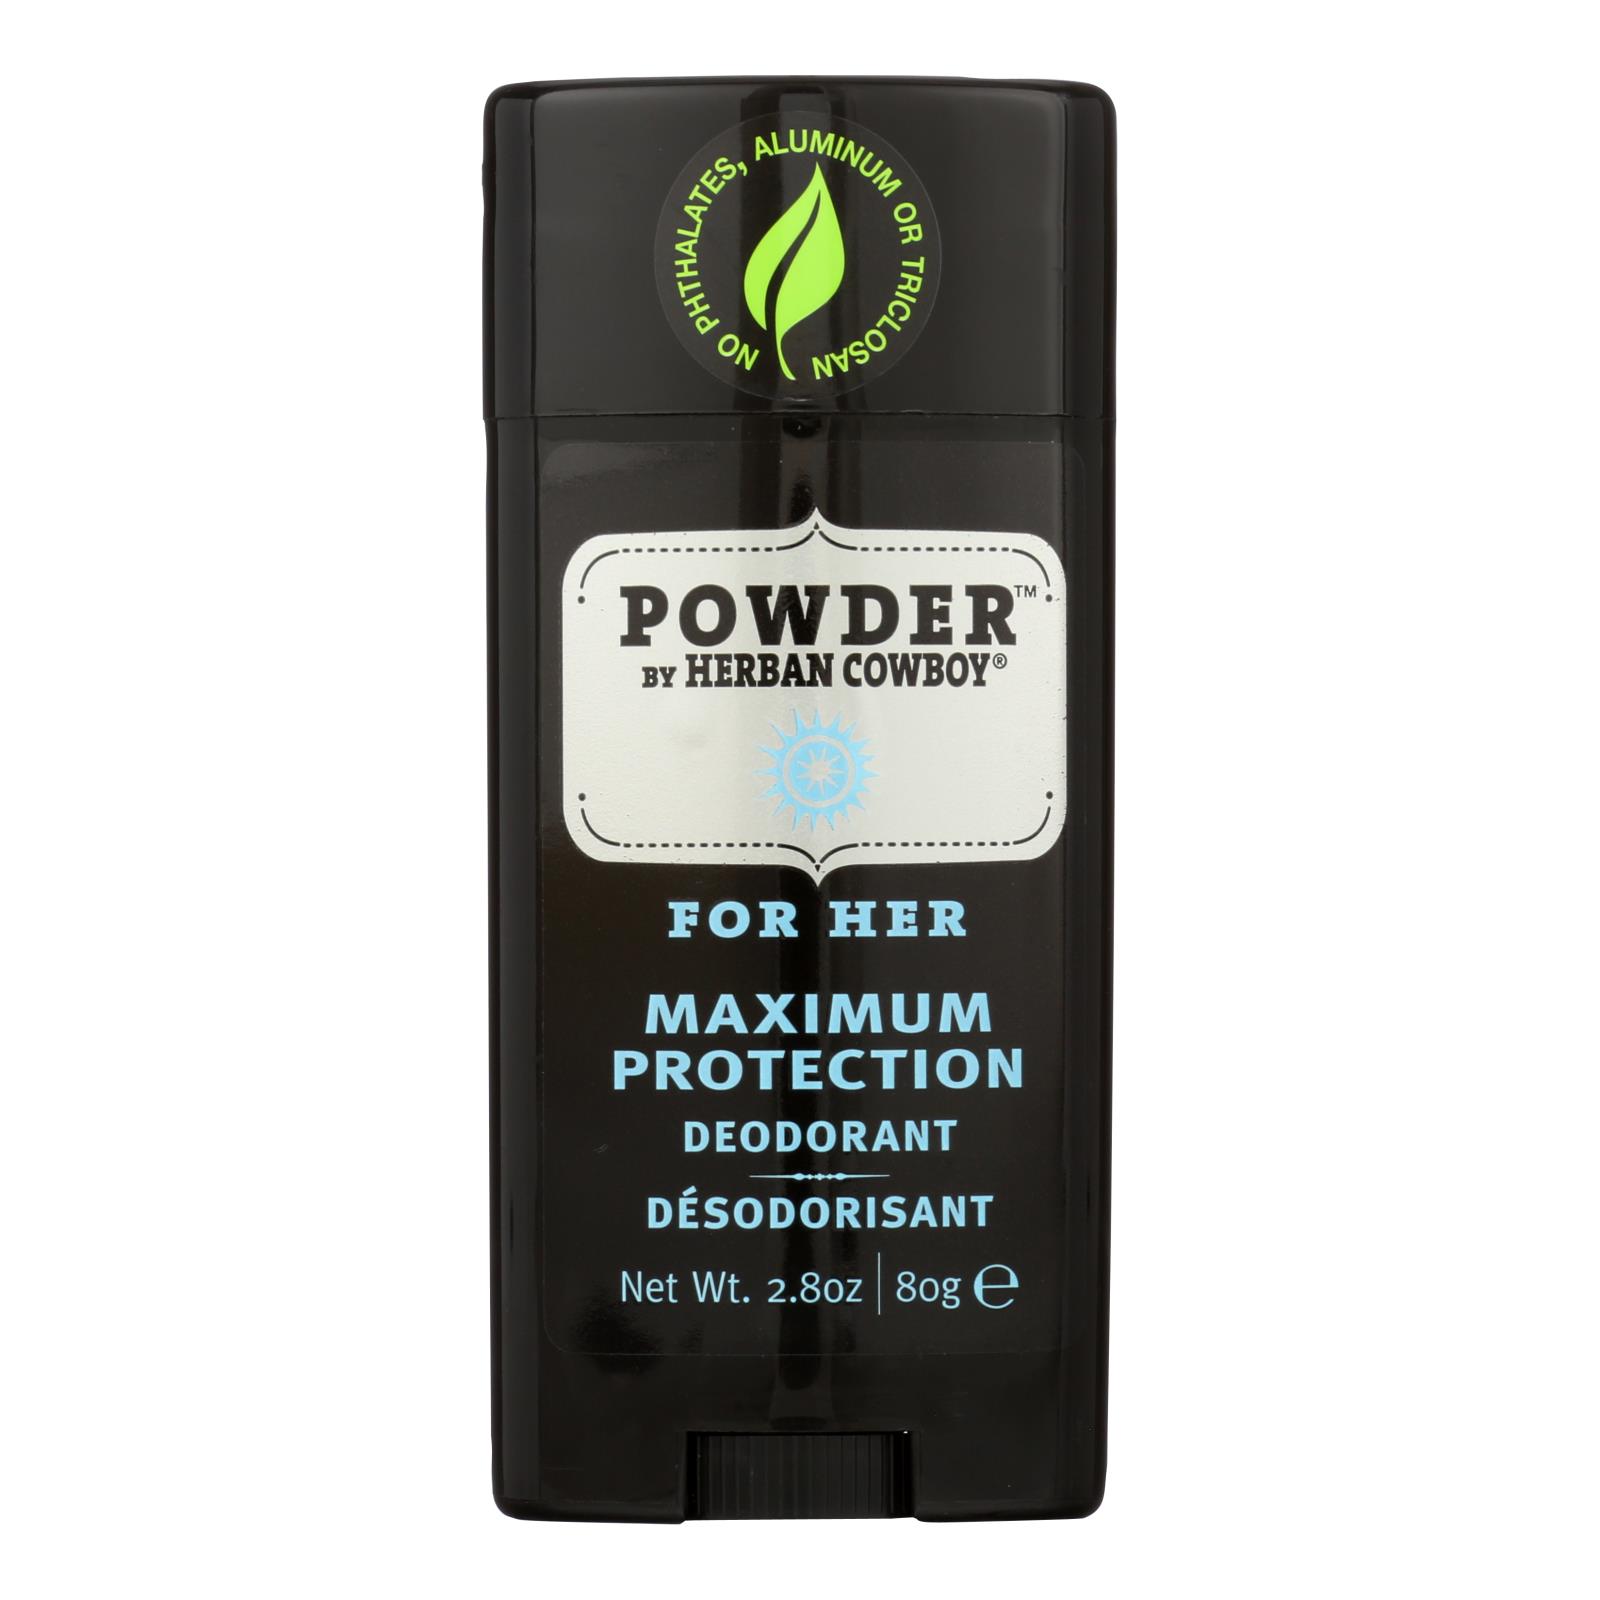 NO PHTHALATES, ALUMINUM OR TRICLOSAN
POWDER™
BY HERBAN COWBOY®
FOR HER
MAXIMUM
PROTECTION
DEODORANT
DÉSODORISANT
Net Wt. 2.8oz | 80g ℮